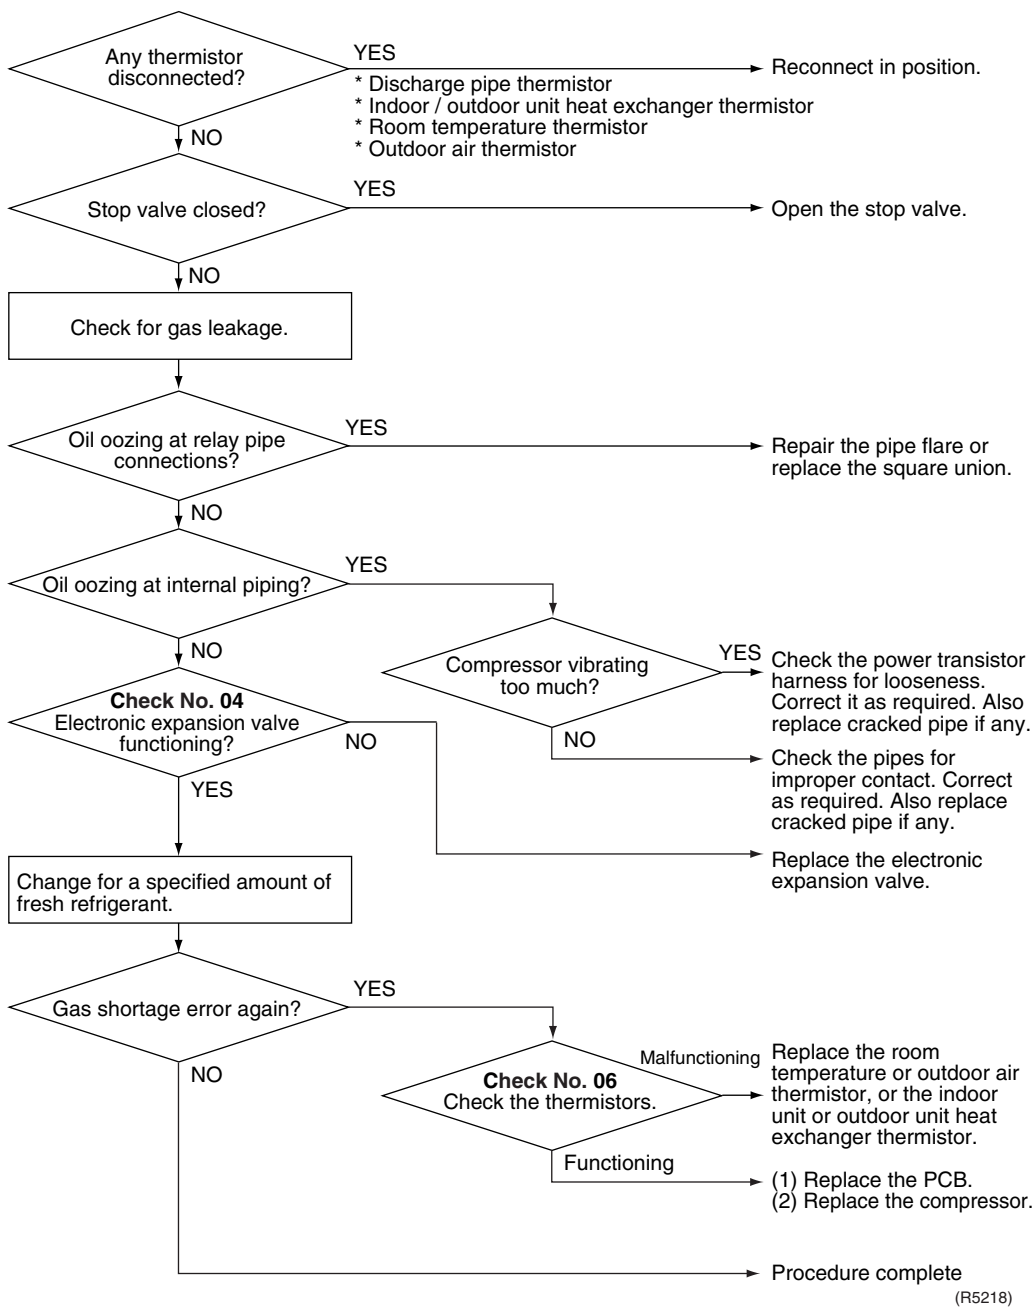 Any thermistor
disconnected?
YES
* Discharge pipe thermistor
* Indoor / outdoor unit heat exchanger thermistor
* Room temperature thermistor
* Outdoor air thermistor
Reconnect in position.
NO
Stop valve closed?
YES
Open the stop valve.
NO
Check for gas leakage.
Oil oozing at relay pipe
connections?
YES
Repair the pipe flare or
replace the square union.
NO
Oil oozing at internal piping?
YES
NO
Compressor vibrating
too much?
YES
Check the power transistor
harness for looseness.
Correct it as required. Also
replace cracked pipe if any.
NO
Check the pipes for
improper contact. Correct
as required. Also replace
cracked pipe if any.
Check No. 04
Electronic expansion valve
functioning?
NO
Replace the electronic
expansion valve.
YES
Change for a specified amount of
fresh refrigerant.
Gas shortage error again?
YES
NO
Check No. 06
Check the thermistors.
Malfunctioning
Replace the room
temperature or outdoor air
thermistor, or the indoor
unit or outdoor unit heat
exchanger thermistor.
Functioning
(1) Replace the PCB.
(2) Replace the compressor.
Procedure complete
(R5218)